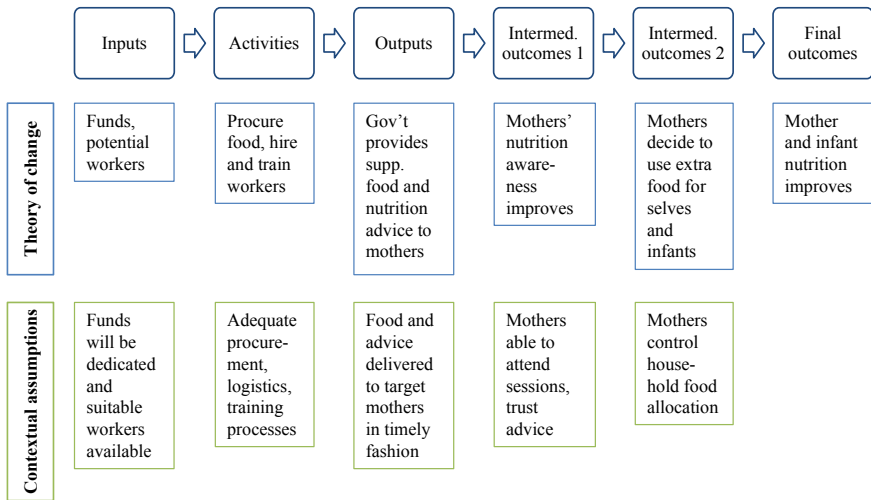 Inputs
Activities
Outputs
Intermed.
outcomes 1
Intermed.
outcomes 2
Final
outcomes
Theory of change
Funds,
potential
workers
Procure
food, hire
and train
workers
Gov't
provides
supp.
food and
nutrition
advice to
mothers
Mothers'
nutrition
aware-
ness
improves
Mothers
decide to
use extra
food for
selves
and
infants
Mother
and infant
nutrition
improves
Contextual assumptions
Funds
will be
dedicated
and
suitable
workers
available
Adequate
procure-
ment,
logistics,
training
processes
Food and
advice
delivered
to target
mothers
in timely
fashion
Mothers
able to
attend
sessions,
trust
advice
Mothers
control
house-
hold food
allocation